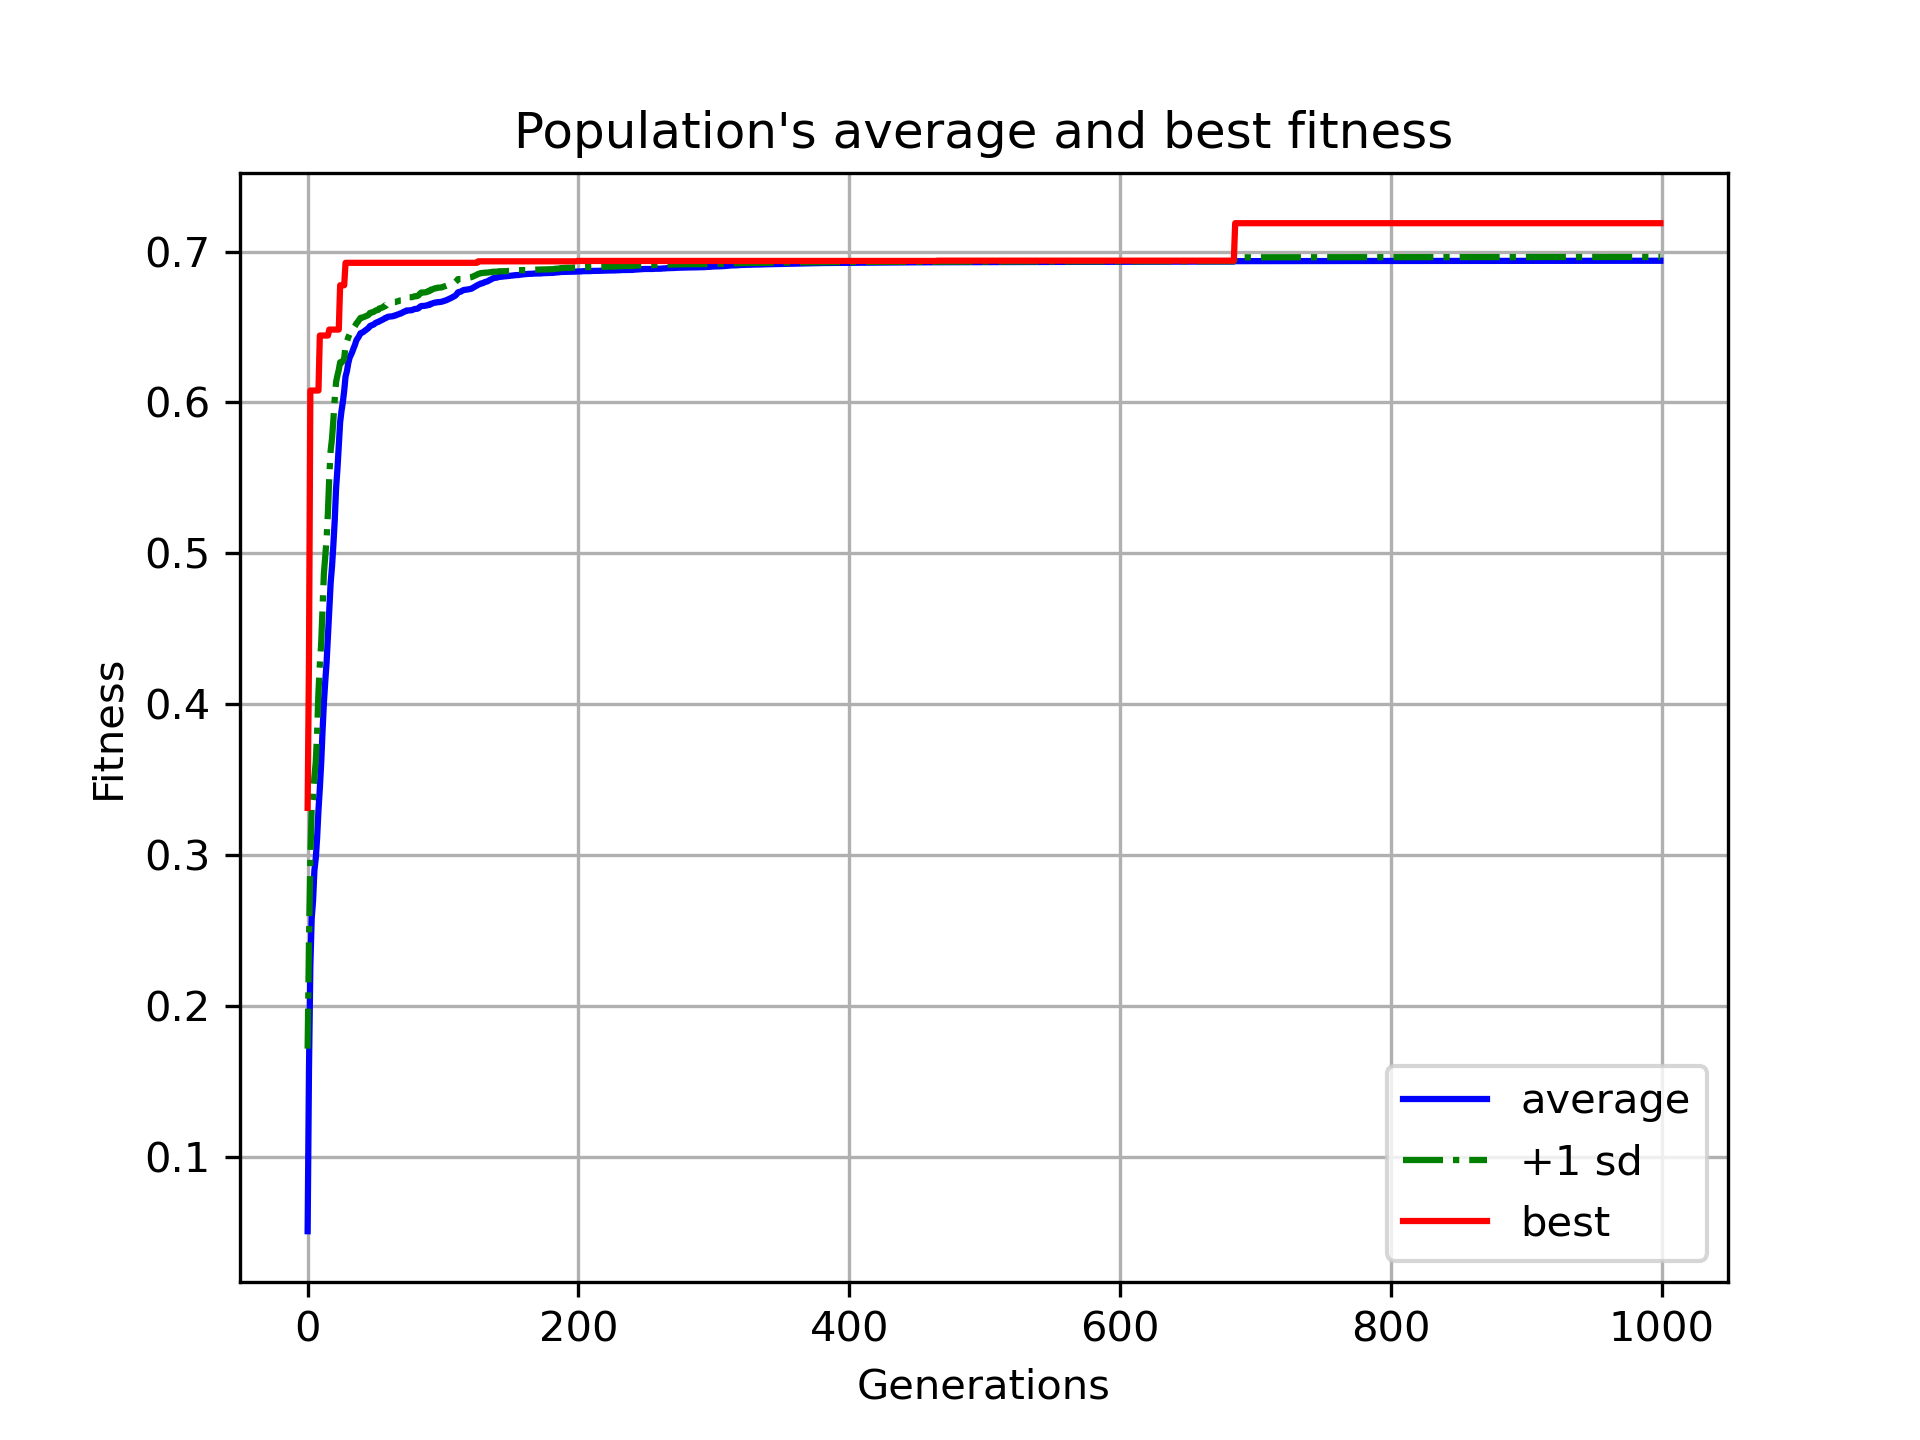 Population's average and best fitness
0.7
0.6
0.5
0.4
0.3
0.2
0.1
Fitness
average
+1 sd
best
0 200 400 600 800 1000
Generations